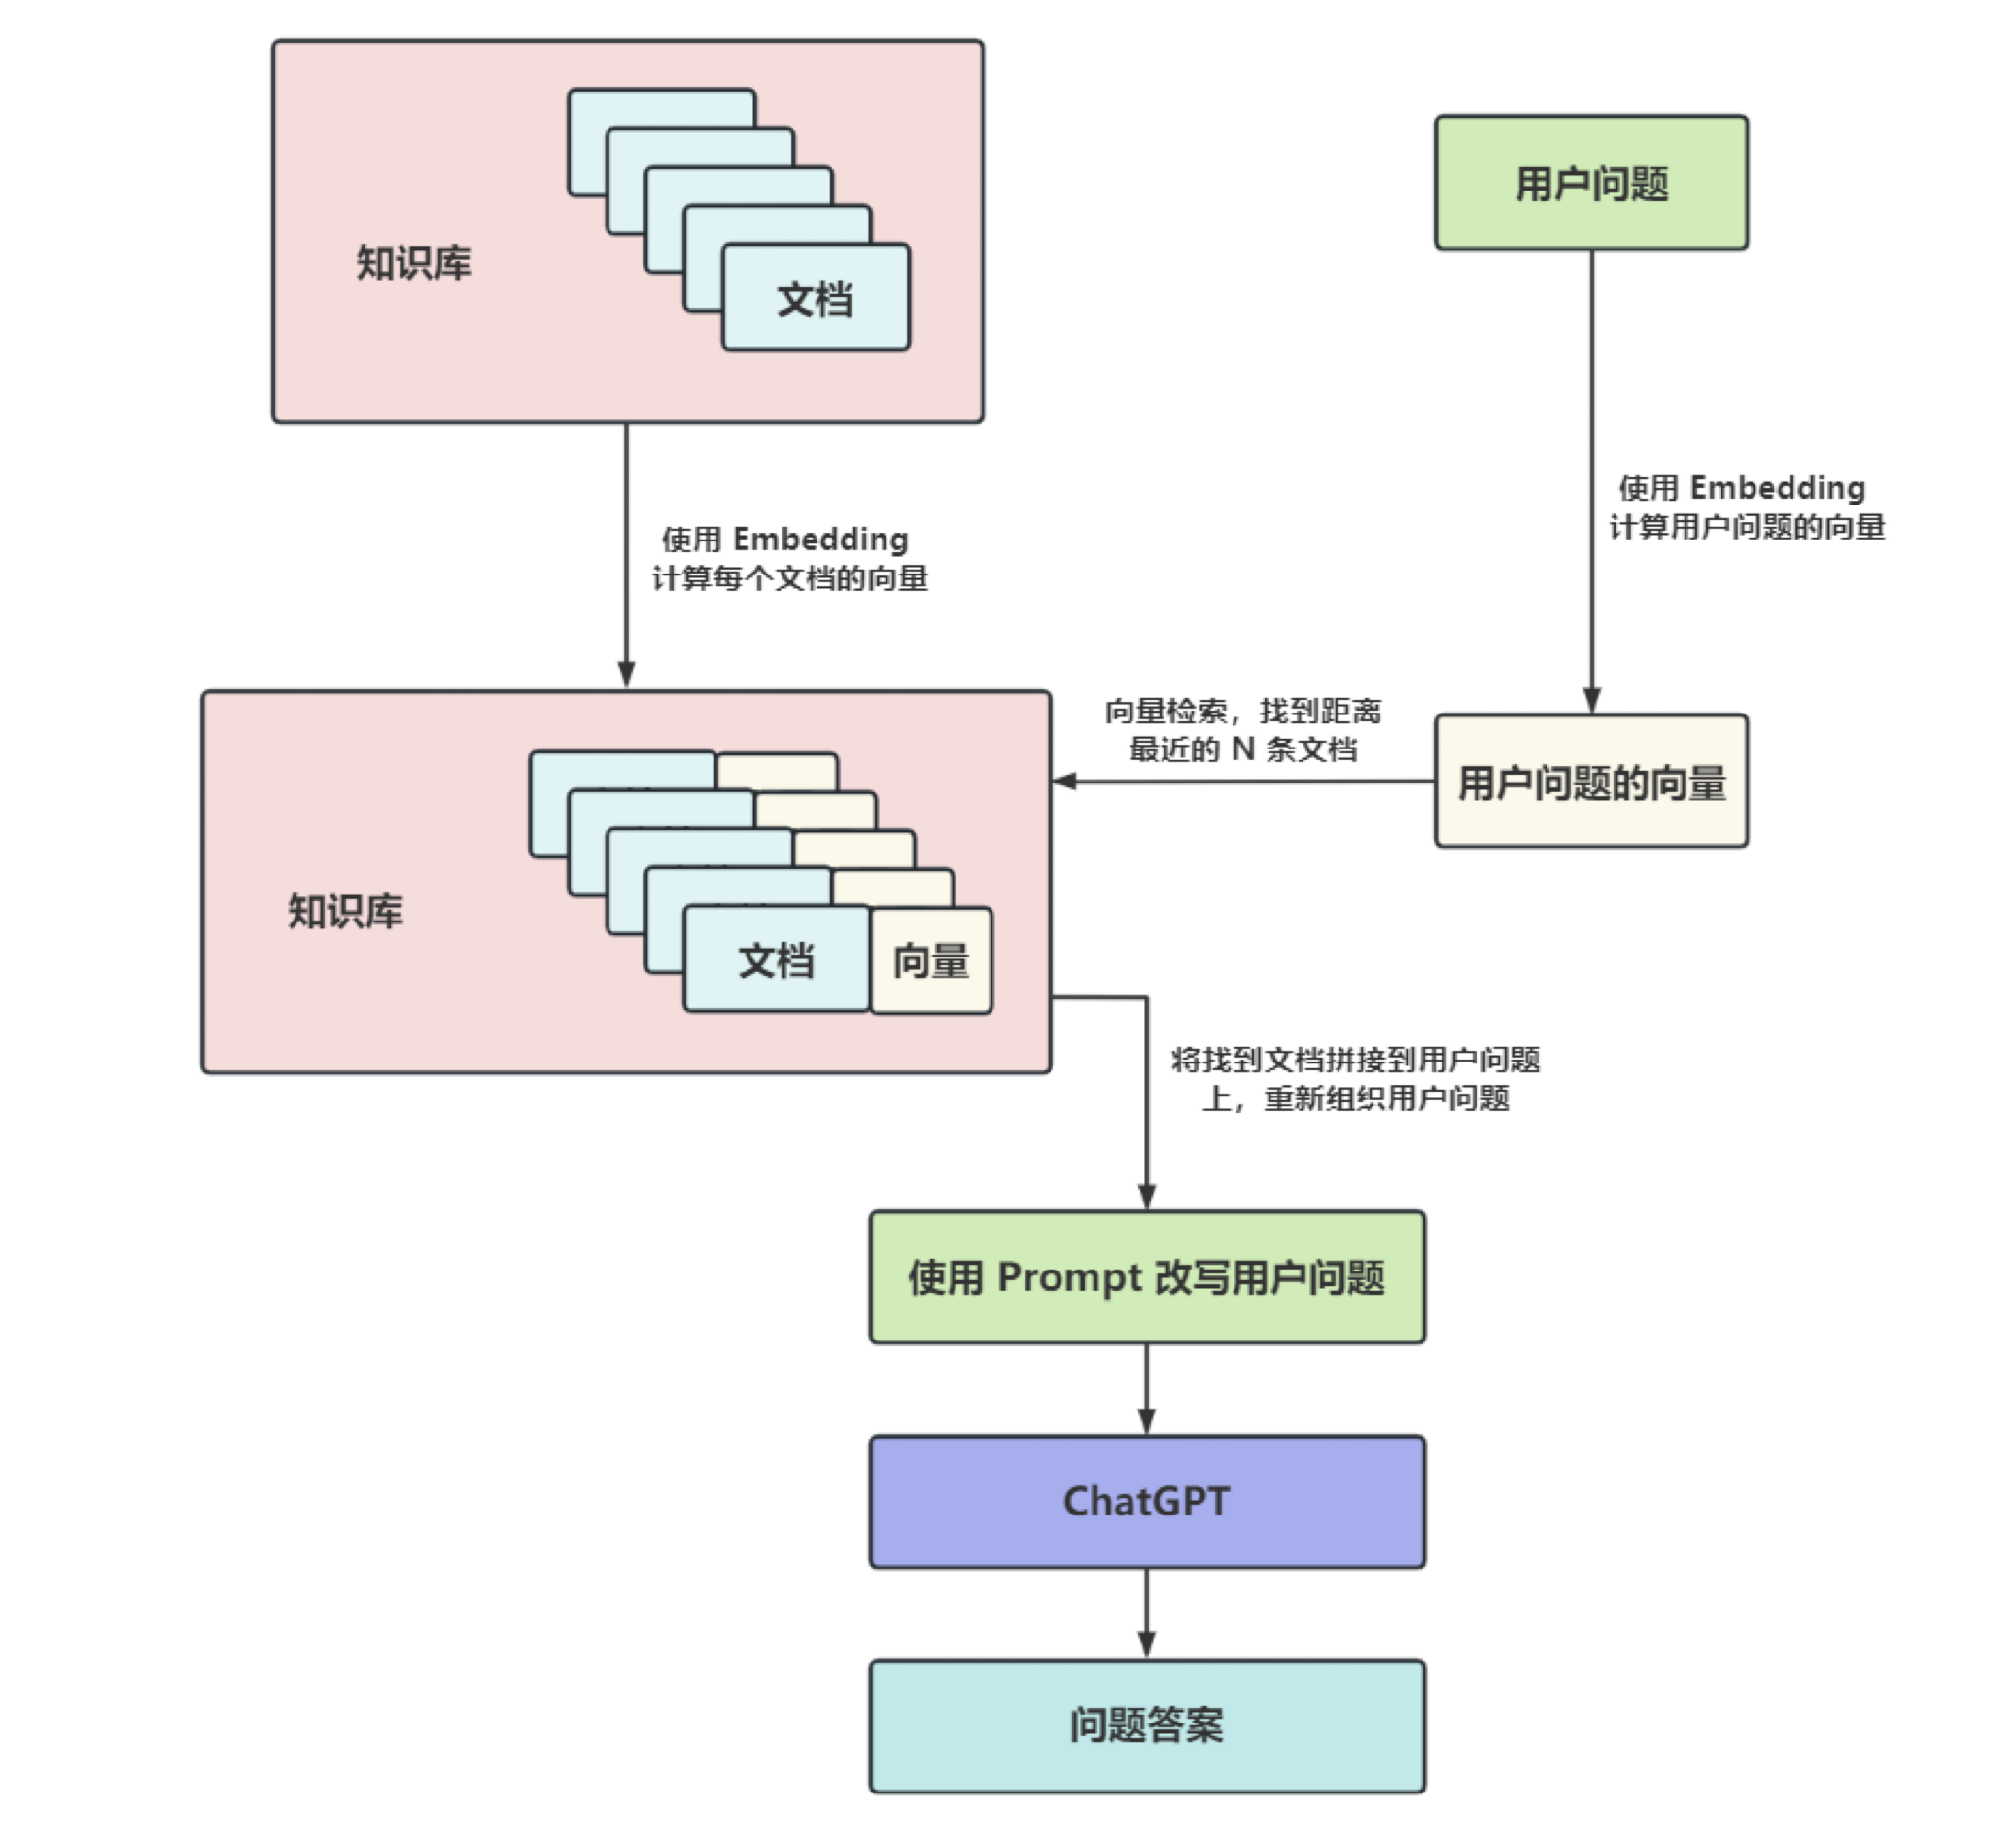 用户问题
知识库
文档
使用 Embedding
计算用户问题的向量
使用 Embedding
计算每个文档的向量
向量检索，找到距离
最近的 N 条文档
用户问题的向量
知识库
文档
向量
将找到文档拼接到用户问题
上，重新组织用户问题
使用 Prompt 改写用户问题
ChatGPT
问题答案